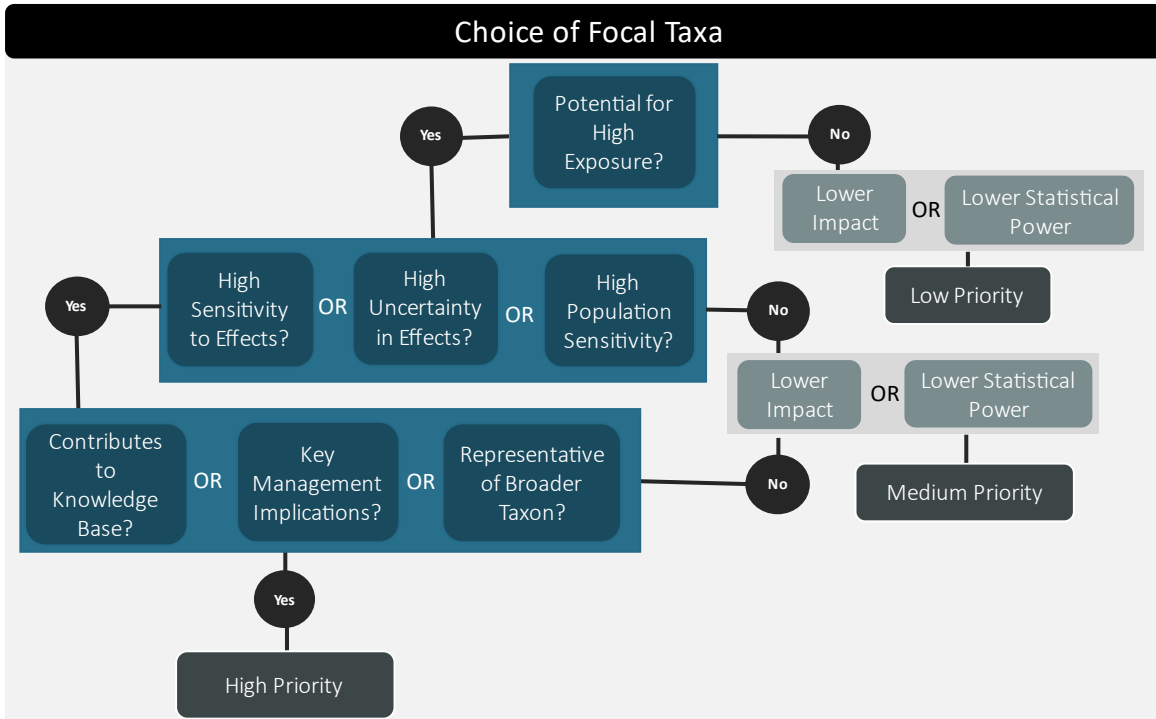 Choice of Focal Taxa
Potential for
High
Exposure?
Yes
No
Lower
Impact
OR
Lower Statistical
Power
Low Priority
High
Sensitivity
to Effects?
OR
High
Uncertainty
in Effects?
OR
High
Population
Sensitivity?
Yes
No
Lower
Impact
OR
Lower Statistical
Power
Medium Priority
Contributes
to
Knowledge
Base?
OR
Key
Management
Implications?
OR
Representative
of Broader
Taxon?
No
Yes
High Priority